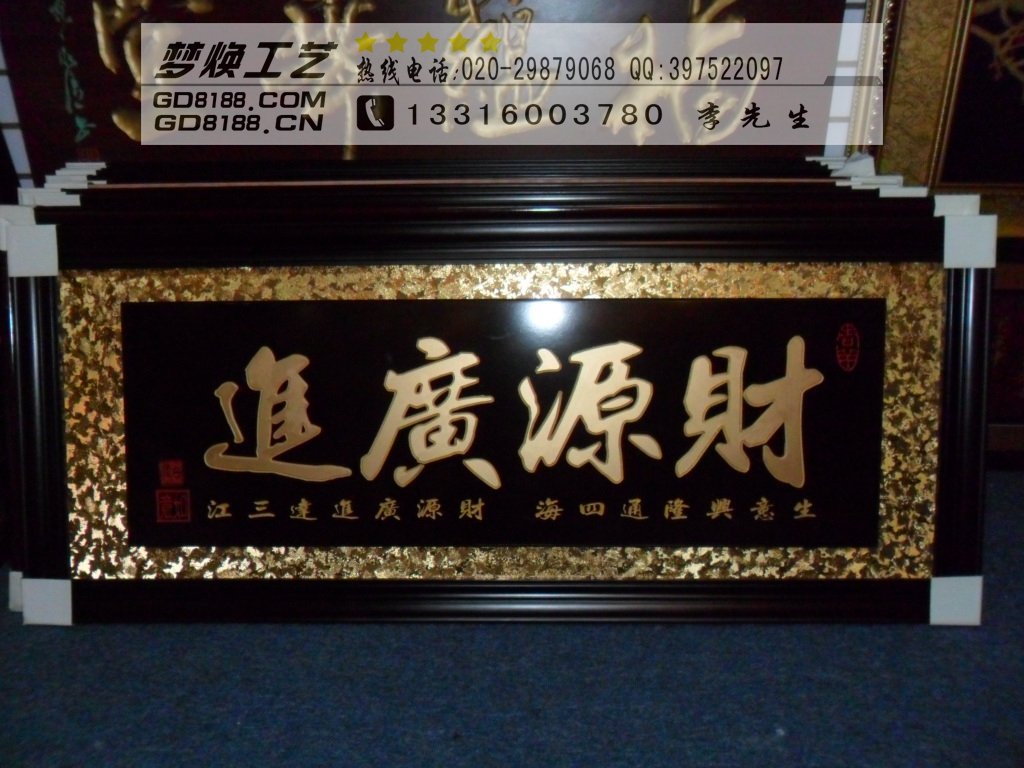 梦焕工艺
GD8188.COM
GD8188.CN
热线电话:020-29879068 QQ:397522097
13316003780 李先生
財源廣進
生意興隆通四海 財源廣進達三江